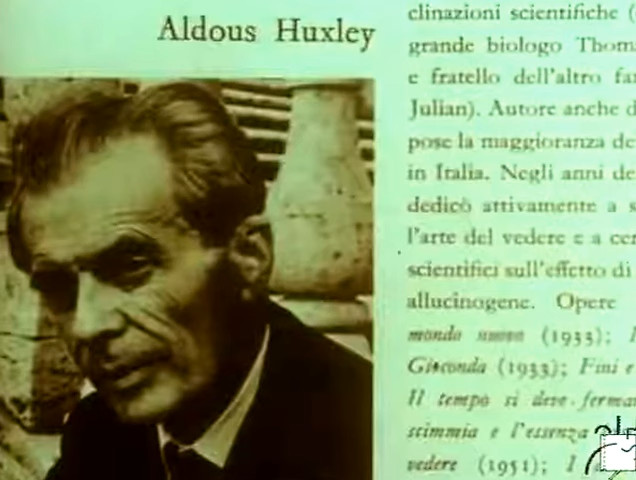 Aldous Huxley
clinazioni scientifiche (
grande biologo Thom
e fratello dell'altro fa
Julian). Autore anche d
pose la maggioranza de
in Italia. Negli anni de
dedicò attivamente a s
l'arte del vedere e a cer
scientifici sull'effetto di
allucinogene. Opere
mondo nuovo (1933);
Gioconda (1933); Fini e
Il tempo si deve fermar
scimmia e l'essenza
vedere (1951); I